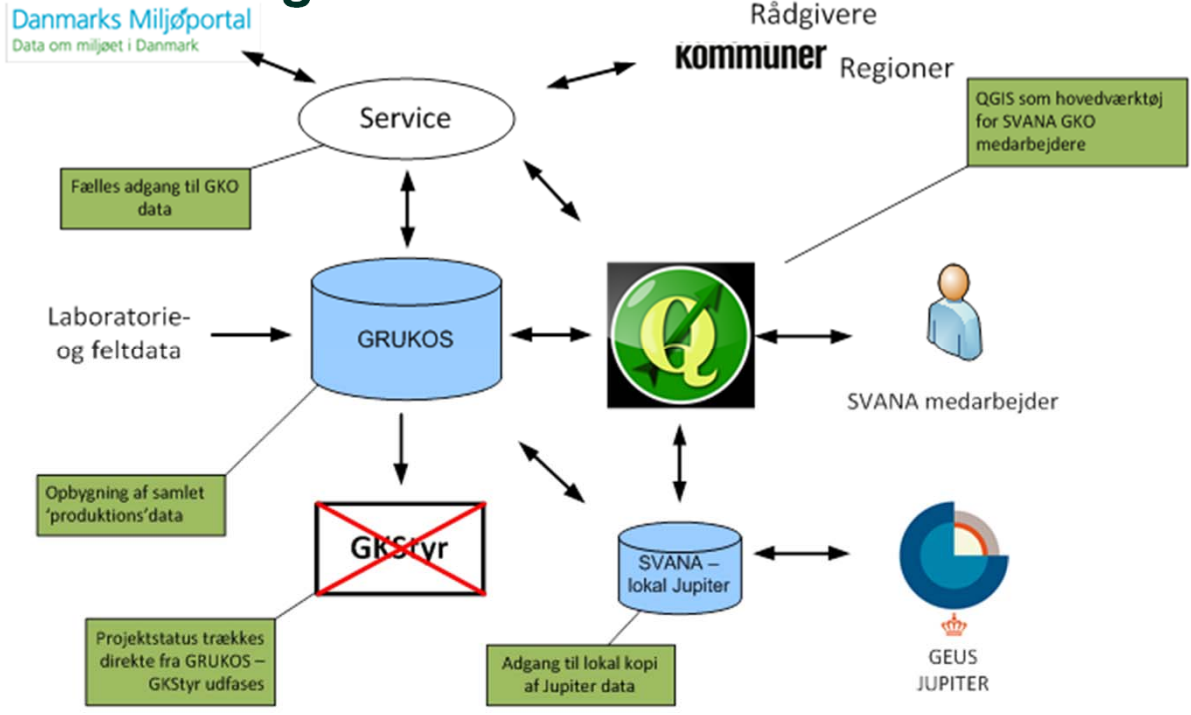 Danmarks Miljøportal
Data om miljøet i Danmark
Rådgivere
kommuner
Regioner
Service
QGIS som hovedværktøj
for SVANA GKO
medarbejdere
Fælles adgang til GKO
data
Laboratorie-
og feltdata
GRUKOS
Q
SVANA medarbejder
Opbygning af samlet
'produktions'data
GKStyr
SVANA –
lokal Jupiter
Projektstatus trækkes
direkte fra GRUKOS –
GKStyr udfases
Adgang til lokal kopi
af Jupiter data
GEUS
JUPITER